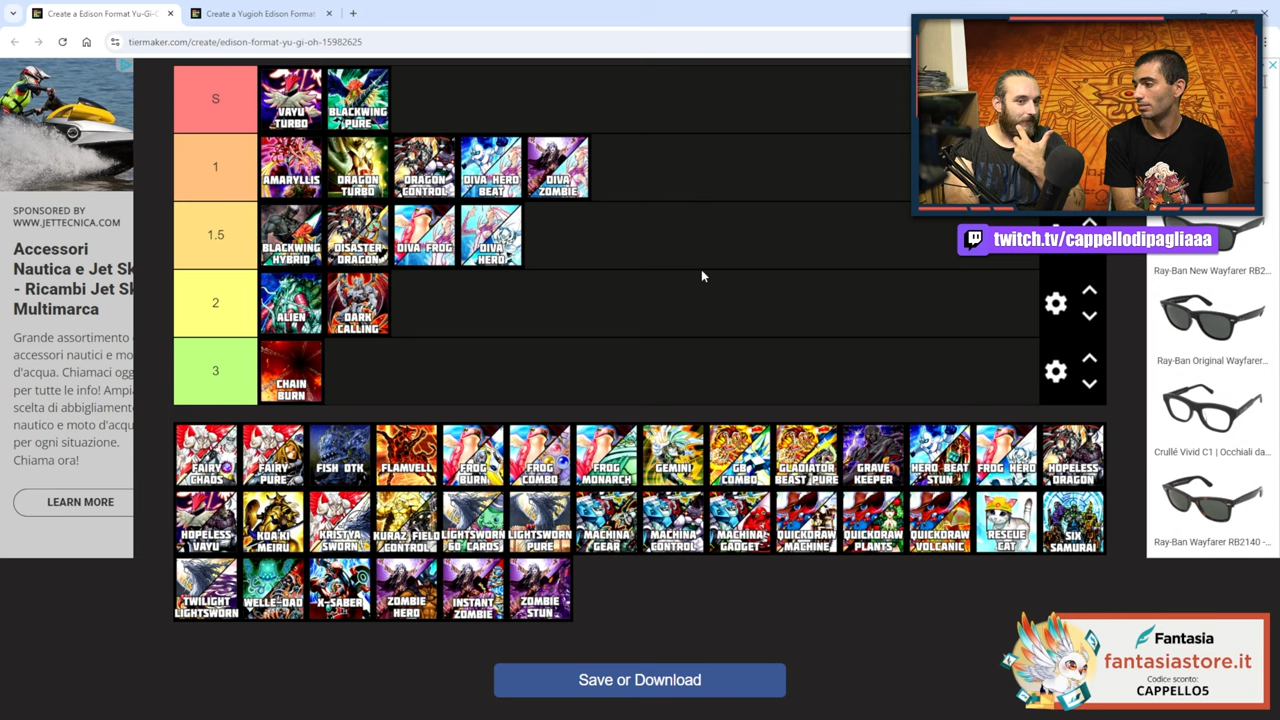 Create a Edison Format Yu-Gi-O
Create a Yugioh Edison Format
tiermaker.com/create/edison-format-yu-gi-oh-15982625
SPONSORED BY
WWW.JETTECNICA.COM
Accessori
Nautica e Jet Sk
- Ricambi Jet Sk
Multimarca
Grande assortimento
accessori nautici e mo
d'acqua. Chiamaci ogg
per tutte le info! Ampi
scelta di abbigliament
nautico e moto d'acqu
per ogni situazione.
Chiama ora!
LEARN MORE
S
VAYU TURBO
BLACKWING PURE
1
AMARYLLIS
DRAGON TURBO
DRAGON CONTROL
DIVA HERO BEAT
DIVA ZOMBIE
1.5
BLACKWING HYBRID
DISASTER DRAGON
DIVA FROG
DIVA HERO
2
ALIEN
DARK CALLING
3
CHAIN BURN
FAIRY CHAOS
FAIRY PURE
FISH OTK
FLAMVELL
FROG BURN
FROG COMBO
FROG MONARCH
GEMINI
GB COMBO
GLADIATOR BEAST PURE
GRAVE KEEPER
HERO BEAT STUN
FROG HERO
HOPELESS DRAGON
HOPELESS VAYU
KOA'KI MEIRU
KRISTYA SWORN
KURAZ FIELD CONTROL
LIGHTSWORN 60 CARDS
LIGHTSWORN PURE
MACHINA GEAR
MACHINA CONTROL
MACHINA GADGET
QUICKDRAW MACHINE
QUICKDRAW PLANTS
QUICKDRAW VOLCANIC
RESCUE CAT
SIX SAMURAI
TWILIGHT LIGHTSWORN
WELLE-DAD
X-SABER
ZOMBIE HERO
INSTANT ZOMBIE
ZOMBIE STUN
Save or Download
twitch.tv/cappellodipagliaaa
Ray-Ban New Wayfarer RB2...
Ray-Ban Original Wayfarer...
Crullé Vivid C1 | Occhiali da...
Ray-Ban Wayfarer RB2140 -...
Fantasia
fantasiastore.it
Codice sconto:
CAPPELLO5